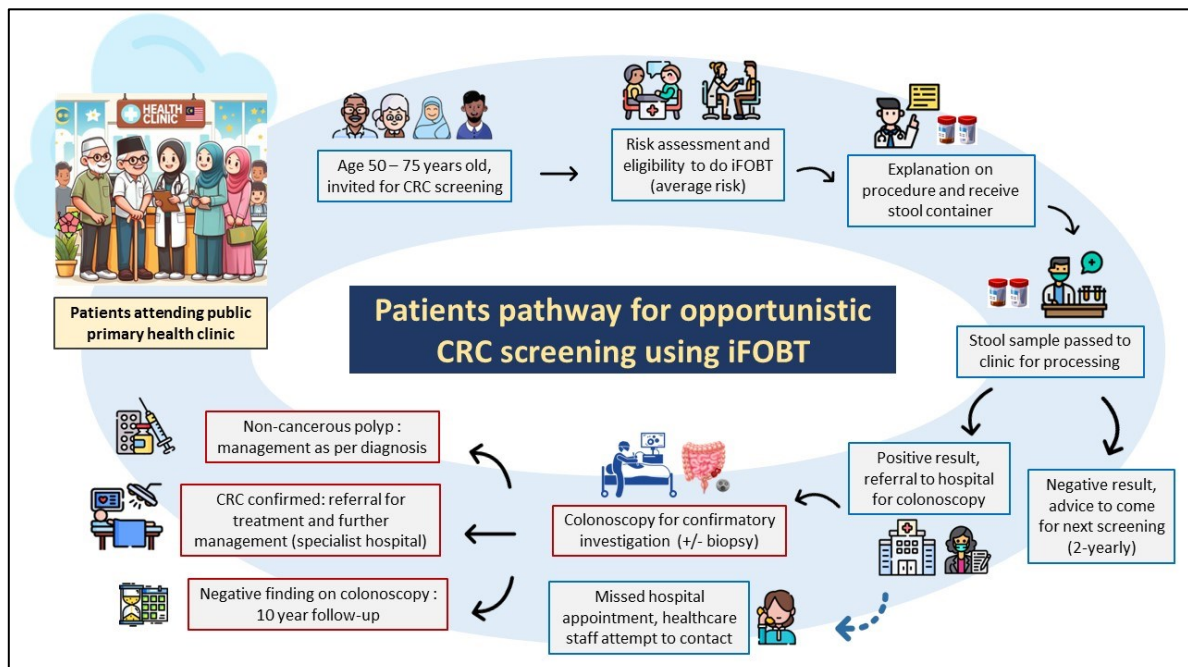 HEALTH
CLINIC
Patients attending public
primary health clinic
Age 50 – 75 years old,
invited for CRC screening
Risk assessment and
eligibility to do iFOBT
(average risk)
Explanation on
procedure and receive
stool container
Stool sample passed to
clinic for processing
Patients pathway for opportunistic
CRC screening using iFOBT
Positive result,
referral to hospital
for colonoscopy
Negative result,
advice to come
for next screening
(2-yearly)
Colonoscopy for confirmatory
investigation (+/- biopsy)
Missed hospital
appointment, healthcare
staff attempt to contact
Non-cancerous polyp :
management as per diagnosis
CRC confirmed: referral for
treatment and further
management (specialist hospital)
Negative finding on colonoscopy :
10 year follow-up